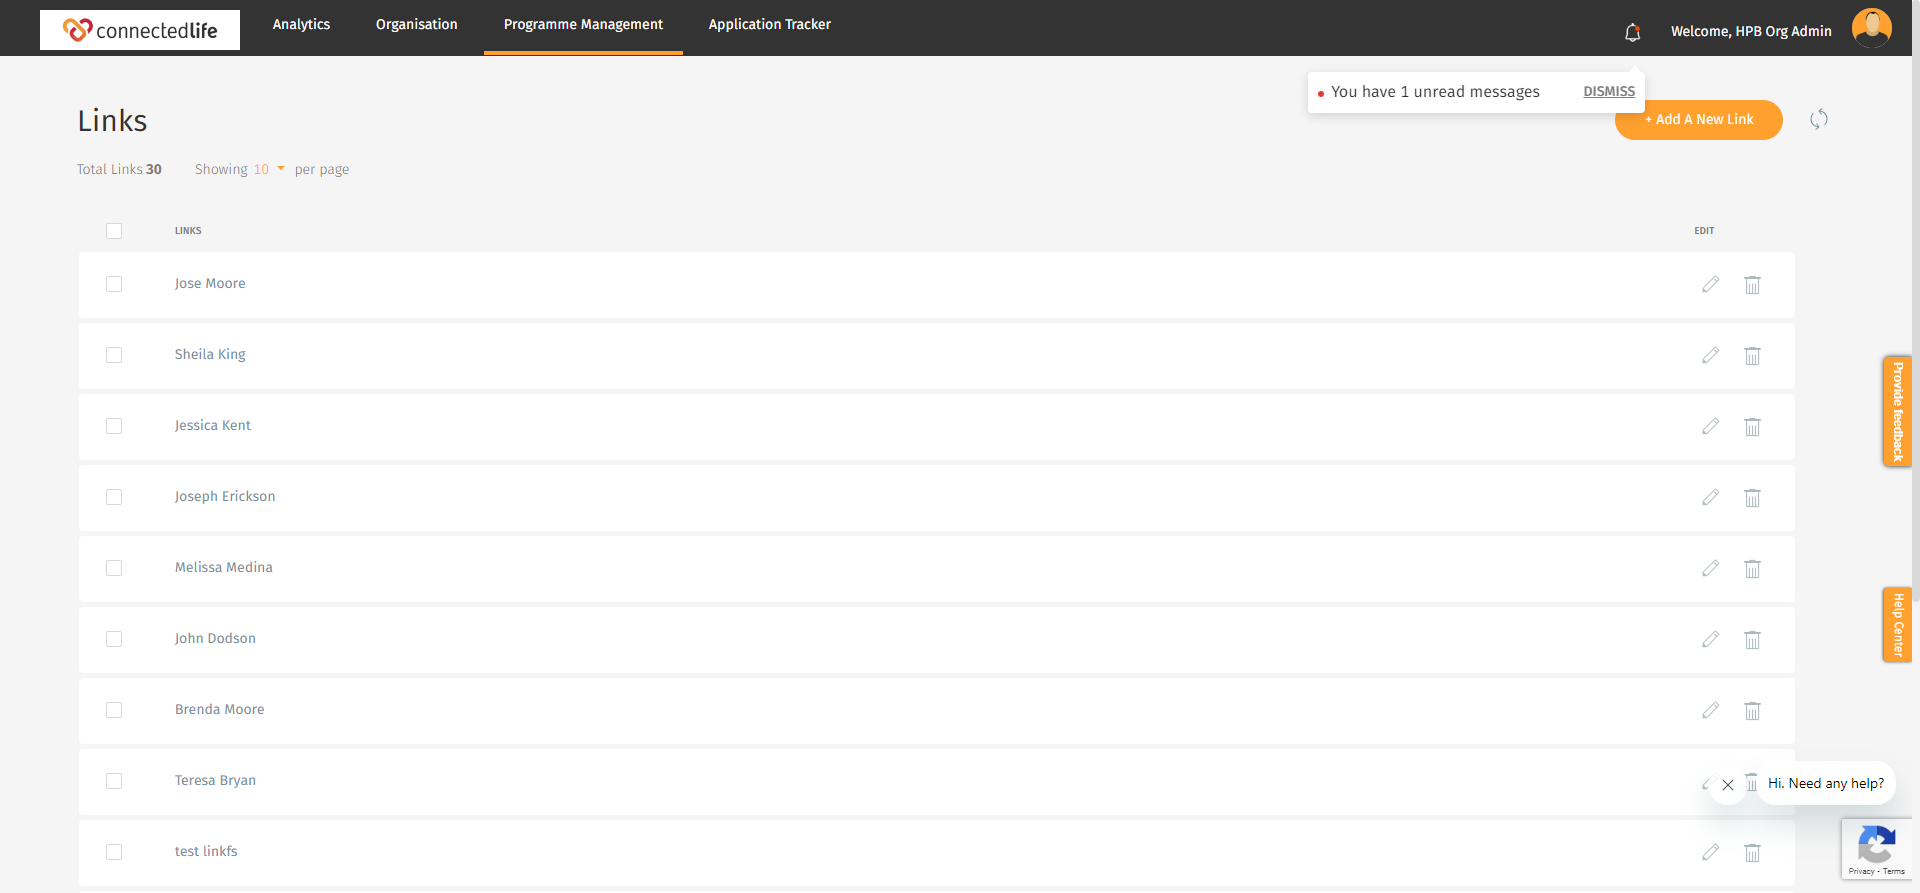 connectedlife
Analytics
Organisation
Programme Management
Application Tracker
Welcome, HPB Org Admin
You have 1 unread messages
DISMISS
Links
+ Add A New Link
Total Links 30
Showing 10 per page
LINKS
EDIT
Jose Moore
Sheila King
Jessica Kent
Joseph Erickson
Melissa Medina
John Dodson
Brenda Moore
Teresa Bryan
test linkfs
Provide feedback
Help Center
Hi. Need any help?
Privacy - Terms